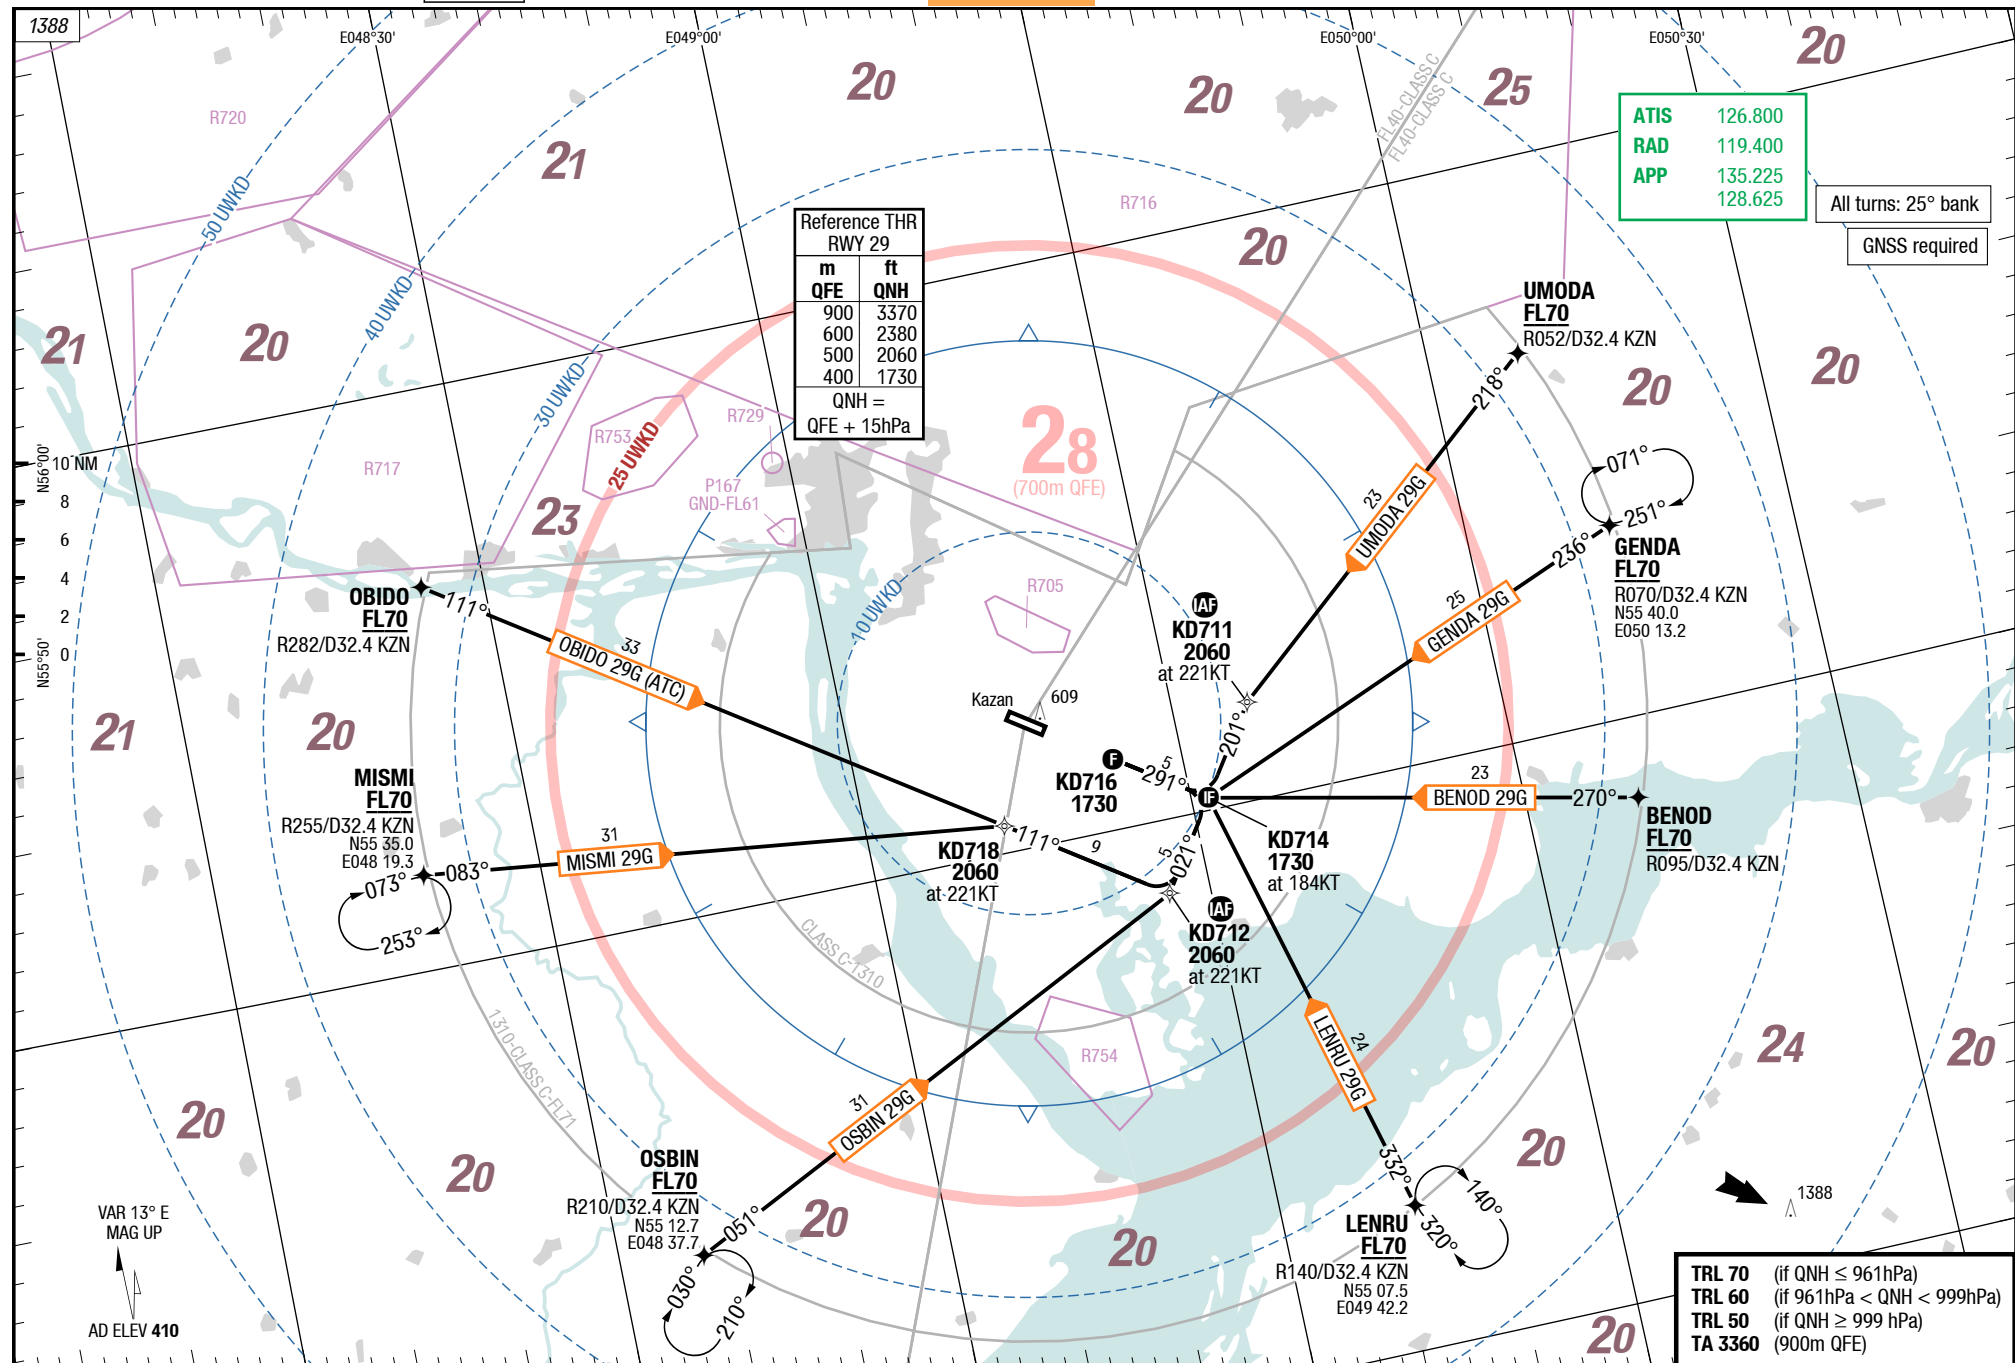 1388
E048°30'
E049°00'
E050°00'
E050°30'
20
20
25
20
FL40-CLASS C
FL40-CLASS C
R720
21
50 UWKD
ATIS 126.800
RAD 119.400
APP 135.225
128.625
All turns: 25° bank
GNSS required
R716
20
Reference THR
RWY 29
m ft
QFE QNH
900 3370
600 2380
500 2060
400 1730
QNH =
QFE + 15hPa
40 UWKD
21
20
UMODA
FL70
R052/D32.4 KZN
218°
20
20
30 UWKD
R753
25 UWKD
R729
28
(700m QFE)
N56°00'
10 NM
8
6
4
2
0
N55°50'
R717
P167
GND-FL61
23
23
UMODA 29G
071°
251°
236°
GENDA
FL70
R070/D32.4 KZN
N55 40.0
E050 13.2
25
GENDA 29G
10 UWKD
R705
OBIDO
FL70
R282/D32.4 KZN
111°
33
OBIDO 29G (ATC)
IAF
KD711
2060
at 221KT
201°
Kazan
609
21
20
F
KD716
1730
5
291°
IF
23
BENOD 29G
270°
BENOD
FL70
R095/D32.4 KZN
MISMI
FL70
R255/D32.4 KZN
N55 35.0
E048 19.3
073°
253°
083°
31
MISMI 29G
KD718
2060
at 221KT
111°
9
5
021°
KD714
1730
at 184KT
IAF
KD712
2060
at 221KT
CLASS C-1310
1310-CLASS C-FL71
R754
24
LENRU 29G
24
20
20
20
31
OSBIN 29G
OSBIN
FL70
R210/D32.4 KZN
N55 12.7
E048 37.7
051°
030°
210°
20
20
20
332°
140°
320°
LENRU
FL70
R140/D32.4 KZN
N55 07.5
E049 42.2
1388
VAR 13° E
MAG UP
AD ELEV 410
20
TRL 70 (if QNH ≤ 961hPa)
TRL 60 (if 961hPa < QNH < 999hPa)
TRL 50 (if QNH ≥ 999 hPa)
TA 3360 (900m QFE)